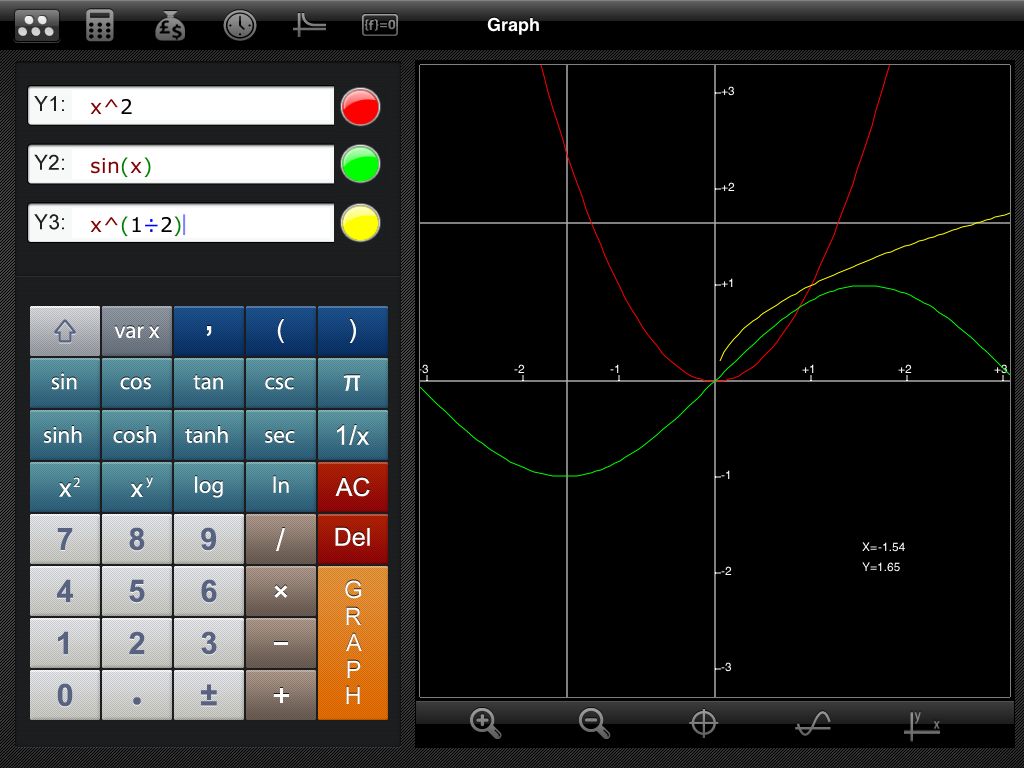 £$
{f}=0
Graph
Y1: x^2
Y2: sin(x)
Y3: x^(1÷2)
var x , ( )
sin cos tan csc π
sinh cosh tanh sec 1/x
x² xʸ log ln AC
7 8 9 / Del
4 5 6 ×
1 2 3 −
0 . ± +
GRAPH
+3
+2
+1
-3 -2 -1 +1 +2 +3
-1
-2
-3
X=-1.54
Y=1.65
y x